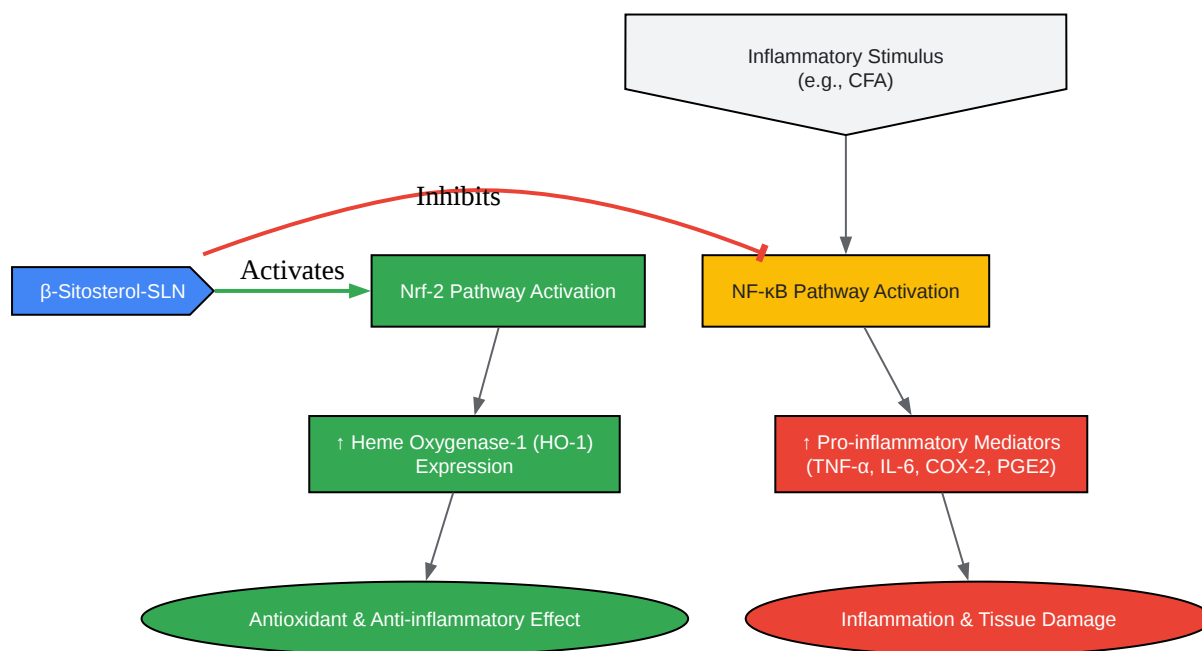 Inflammatory Stimulus
(e.g., CFA)
Inhibits
β-Sitosterol-SLN
Activates
Nrf-2 Pathway Activation
NF-κB Pathway Activation
↑ Heme Oxygenase-1 (HO-1)
Expression
↑ Pro-inflammatory Mediators
(TNF-α, IL-6, COX-2, PGE2)
Antioxidant & Anti-inflammatory Effect
Inflammation & Tissue Damage